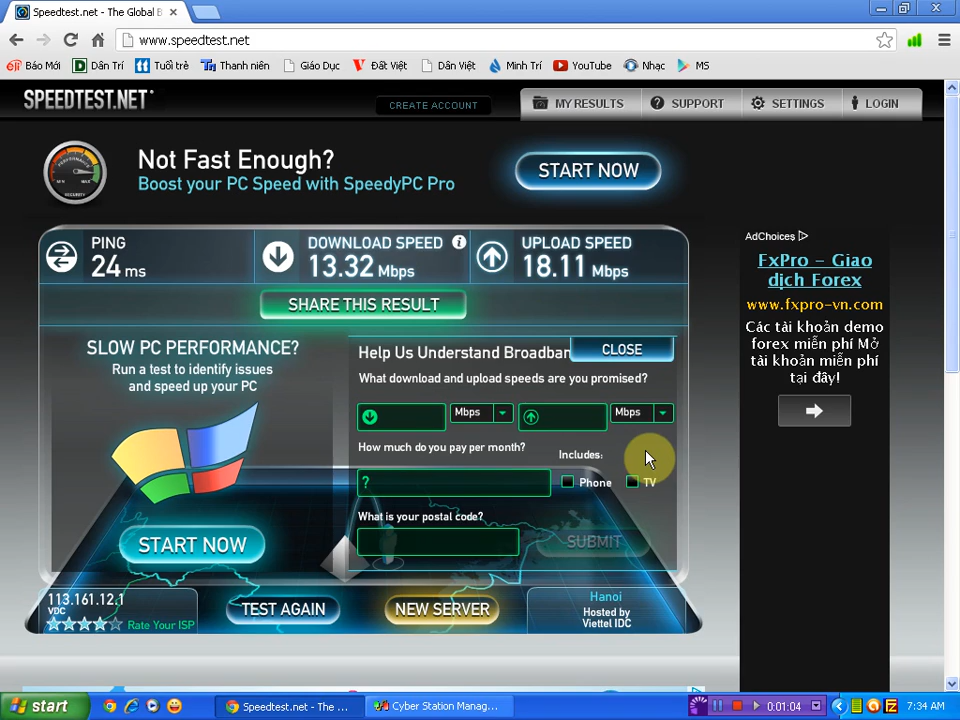 Speedtest.net - The Global B
www.speedtest.net
Báo Mới
Dân Trí
Tuổi trẻ
Thanh niên
Giáo Dục
Đất Việt
Dân Việt
Minh Trí
YouTube
Nhạc
MS
SPEEDTEST.NET
CREATE ACCOUNT
MY RESULTS
SUPPORT
SETTINGS
LOGIN
PERFORMANCE
MIN
MAX
SECURITY
Not Fast Enough?
Boost your PC Speed with SpeedyPC Pro
START NOW
PING
24 ms
DOWNLOAD SPEED
13.32 Mbps
UPLOAD SPEED
18.11 Mbps
SHARE THIS RESULT
SLOW PC PERFORMANCE?
Run a test to identify issues
and speed up your PC
START NOW
Help Us Understand Broadban
CLOSE
What download and upload speeds are you promised?
Mbps
Mbps
How much do you pay per month?
Includes:
?
Phone
TV
What is your postal code?
SUBMIT
113.161.12.1
VDC
Rate Your ISP
TEST AGAIN
NEW SERVER
Hanoi
Hosted by
Viettel IDC
AdChoices
FxPro - Giao
dịch Forex
www.fxpro-vn.com
Các tài khoản demo
forex miễn phí Mở
tài khoản miễn phí
tại đây!
start
Speedtest.net - The ...
Cyber Station Manag...
0:01:04
7:34 AM